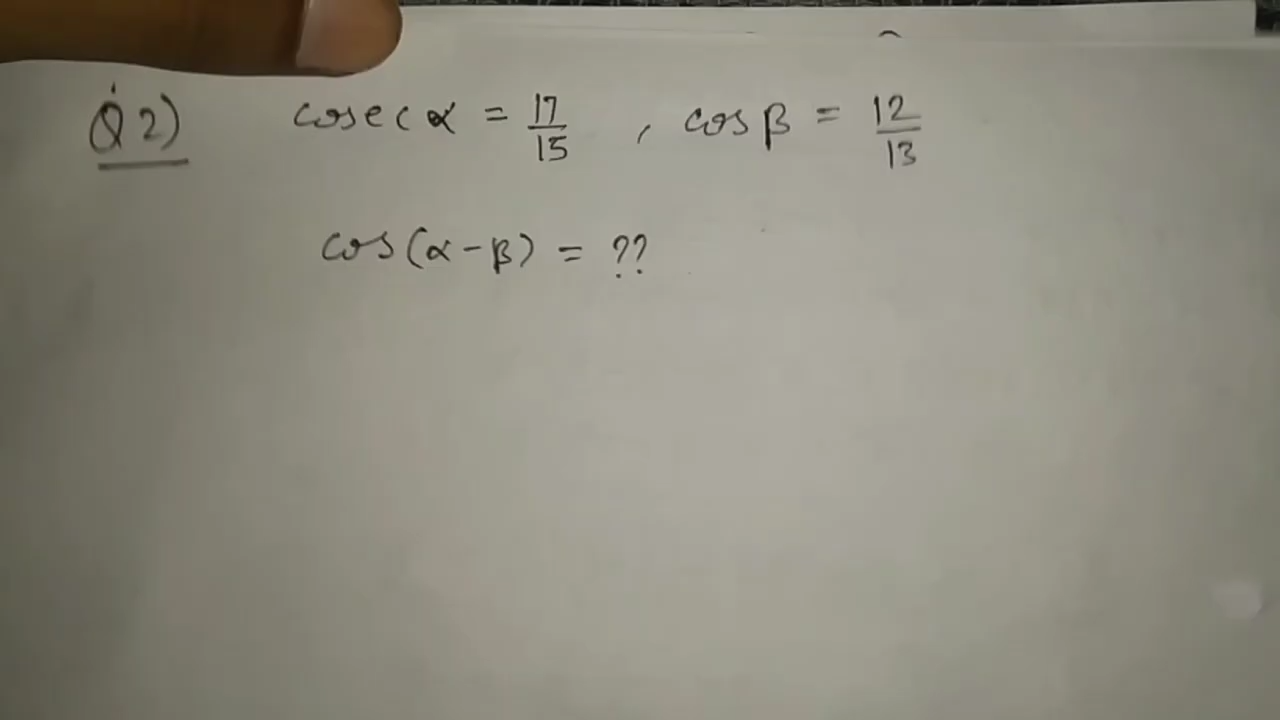 Q2) cosec α = 17/15 , cos β = 12/13
cos(α-β) = ??